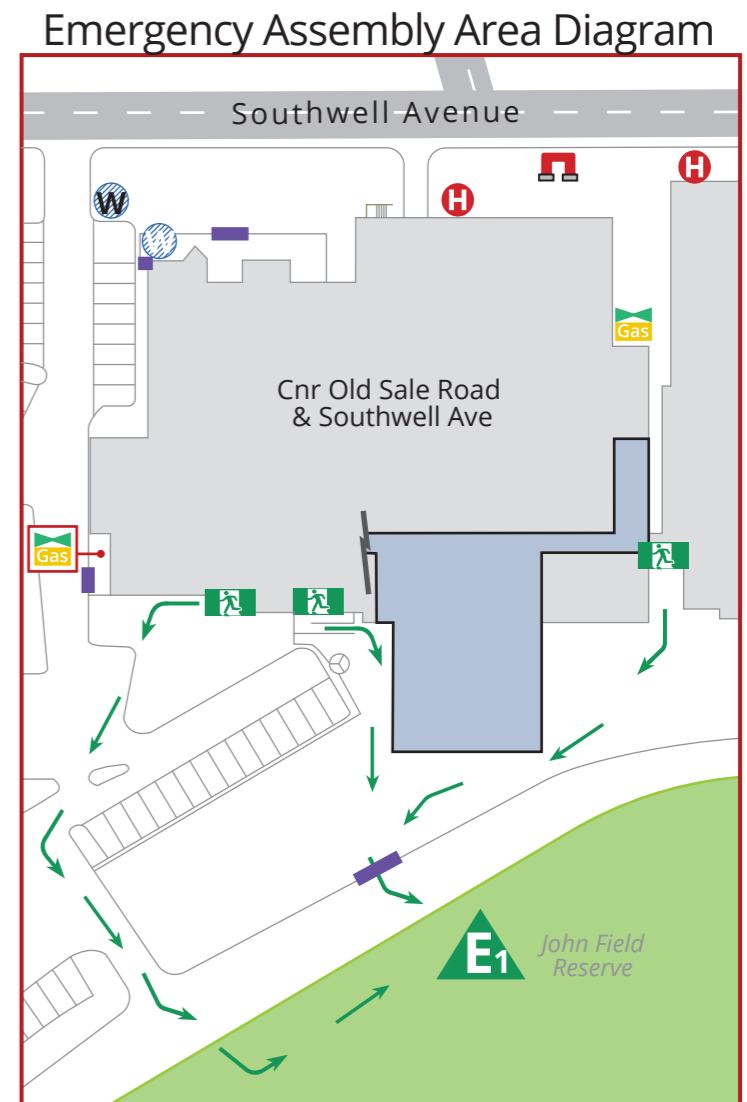 Emergency Assembly Area Diagram
Southwell Avenue
H
H
W
Gas
Cnr Old Sale Road
& Southwell Ave
Gas
E1
John Field
Reserve